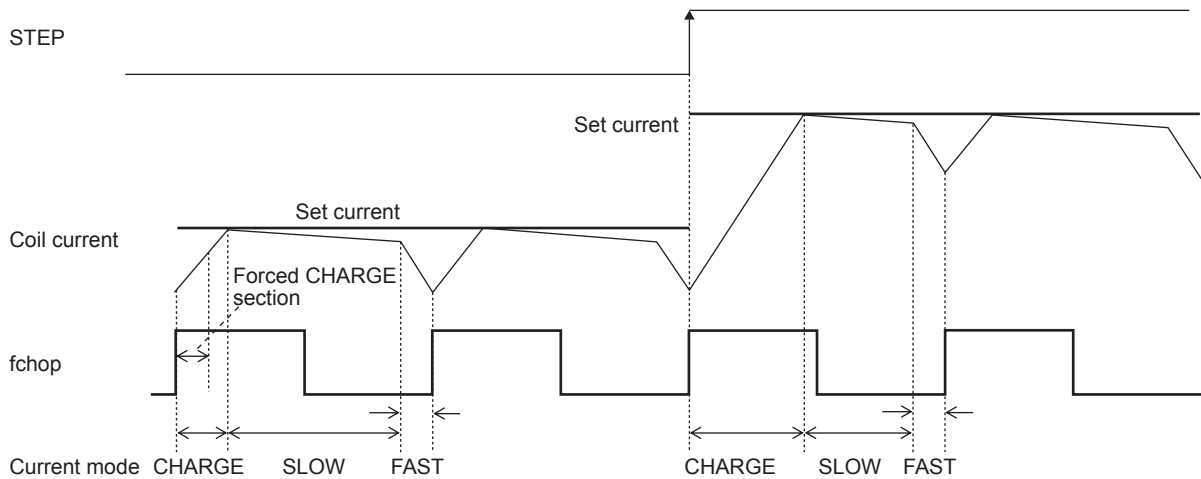 STEP
Set current
Set current
Coil current
Forced CHARGE
section
fchop
Current mode CHARGE SLOW FAST CHARGE SLOW FAST